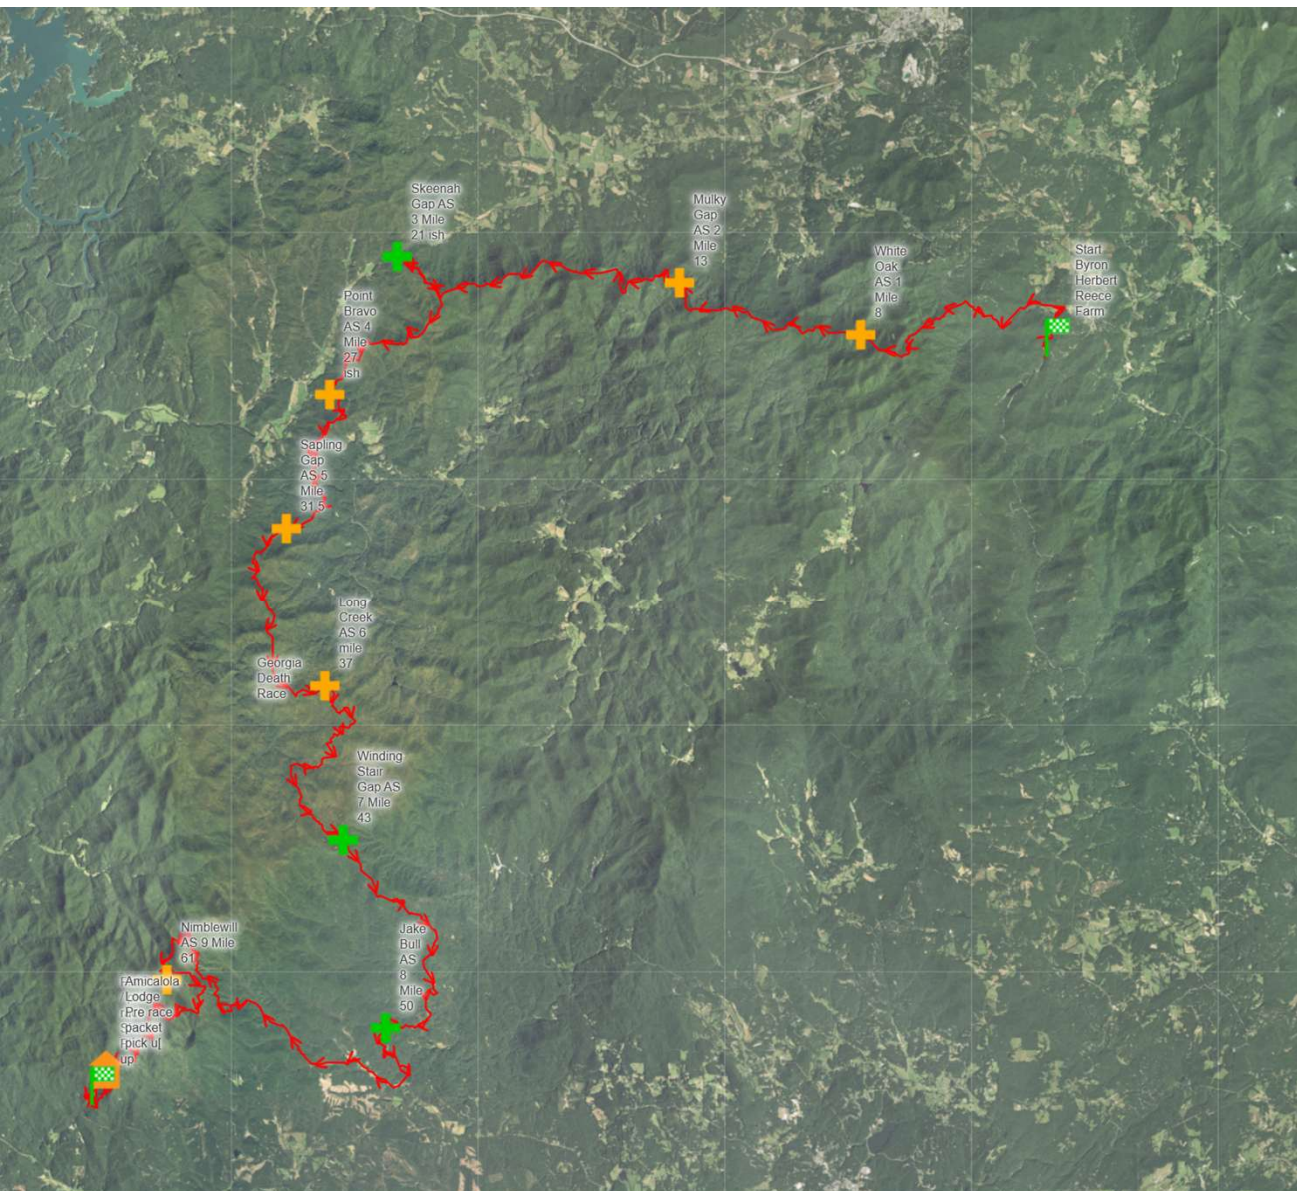 Skeenah
Gap AS
3 Mile
21 ish
Mulky
Gap
AS 2
Mile
13
White
Oak
AS 1
Mile
8
Start
Byron
Herbert
Reece
Farm
Point
Bravo
AS 4
Mile
27
ish
Sapling
Gap
AS 5
Mile
31.5
Long
Creek
AS 6
mile
37
Georgia
Death
Race
Winding
Stair
Gap AS
7 Mile
43
Jake
Bull
AS
8
Mile
50
Nimblewill
AS 9 Mile
61
Amicalola
Lodge
Pre race
packet
pick u
up